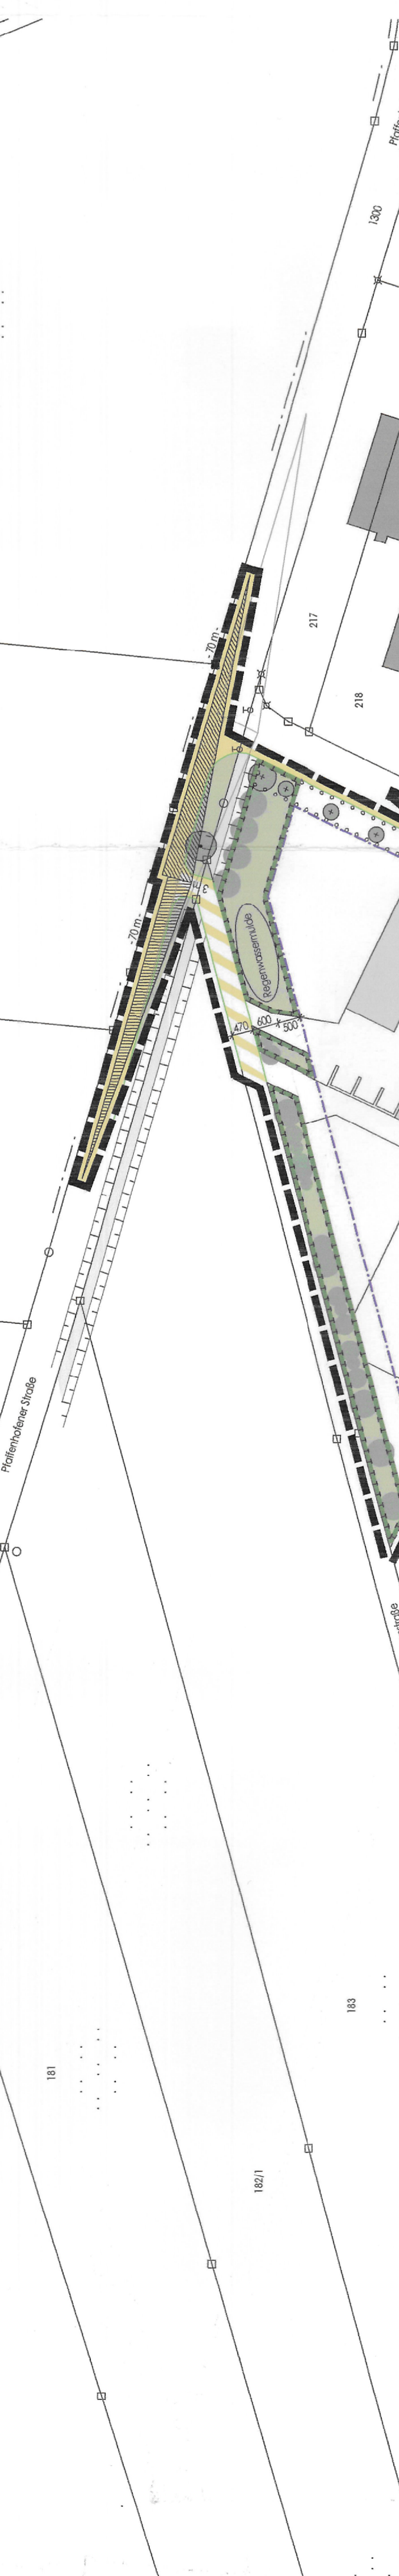 1300
217
218
- 70 m -
3
Regenwassermulde
- 70 m -
470
600
500
Pfaffenhofener Straße
183
181
182/1